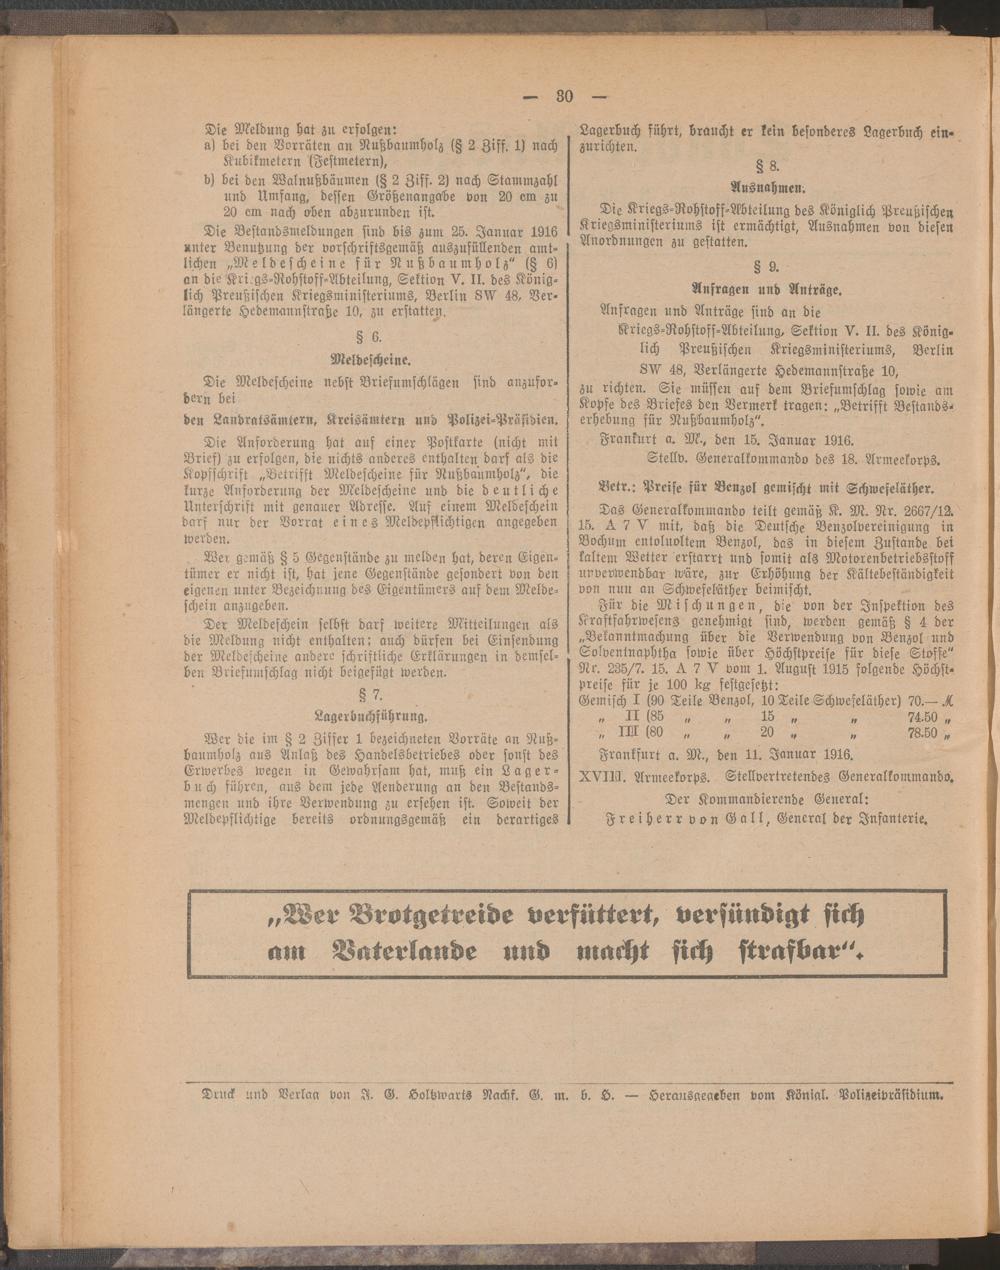 — 30 —
Die Meldung hat zu erfolgen:
a) bei den Vorräten an Nußbaumholz (§ 2 Ziff. 1) nach
Kubikmetern (Festmetern),
b) bei den Walnußbäumen (§ 2 Ziff. 2) nach Stammzahl
und Umfang, dessen Größenangabe von 20 cm zu
20 cm nach oben abzurunden ist.
Die Bestandsmeldungen sind bis zum 25. Januar 1916
unter Benutzung der vorschriftsgemäß auszufüllenden amt-
lichen „Meldescheine für Nußbaumholz“ (§ 6)
an die Kriegs-Rohstoff-Abteilung, Sektion V. II. des König-
lich Preußischen Kriegsministeriums, Berlin SW 48, Ver-
längerte Hedemannstraße 10, zu erstatten.
§ 6.
Meldescheine.
Die Meldescheine nebst Briefumschlägen sind anzufor-
dern bei
den Landratsämtern, Kreisämtern und Polizei-Präsidien.
Die Anforderung hat auf einer Postkarte (nicht mit
Brief) zu erfolgen, die nichts anderes enthalten darf als die
Kopfschrift „Betrifft Meldescheine für Nußbaumholz“, die
kurze Anforderung der Meldescheine und die deutliche
Unterschrift mit genauer Adresse. Auf einem Meldeschein
darf nur der Vorrat eines Meldepflichtigen angegeben
werden.
Wer gemäß § 5 Gegenstände zu melden hat, deren Eigen-
tümer er nicht ist, hat jene Gegenstände gesondert von den
eigenen unter Bezeichnung des Eigentümers auf dem Melde-
schein anzugeben.
Der Meldeschein selbst darf weitere Mitteilungen als
die Meldung nicht enthalten; auch dürfen bei Einsendung
der Meldescheine andere schriftliche Erklärungen in demsel-
ben Briefumschlag nicht beigefügt werden.
§ 7.
Lagerbuchführung.
Wer die im § 2 Ziffer 1 bezeichneten Vorräte an Nuß-
baumholz aus Anlaß des Handelsbetriebes oder sonst des
Erwerbes wegen in Gewahrsam hat, muß ein Lager-
buch führen, aus dem jede Aenderung an den Bestands-
mengen und ihre Verwendung zu ersehen ist. Soweit der
Meldepflichtige bereits ordnungsgemäß ein derartiges
Lagerbuch führt, braucht er kein besonderes Lagerbuch ein-
zurichten.
§ 8.
Ausnahmen.
Die Kriegs-Rohstoff-Abteilung des Königlich Preußischen
Kriegsministeriums ist ermächtigt, Ausnahmen von diesen
Anordnungen zu gestatten.
§ 9.
Anfragen und Anträge.
Anfragen und Anträge sind an die
Kriegs-Rohstoff-Abteilung, Sektion V. II. des König-
lich Preußischen Kriegsministeriums, Berlin
SW 48, Verlängerte Hedemannstraße 10,
zu richten. Sie müssen auf dem Briefumschlag sowie am
Kopfe des Briefes den Vermerk tragen: „Betrifft Bestands-
erhebung für Nußbaumholz“.
Frankfurt a. M., den 15. Januar 1916.
Stellv. Generalkommando des 18. Armeekorps.
Betr.: Preise für Benzol gemischt mit Schwefeläther.
Das Generalkommando teilt gemäß K. M. Nr. 2667/12.
15. A 7 V mit, daß die Deutsche Benzolvereinigung in
Bochum entoluoltem Benzol, das in diesem Zustande bei
kaltem Wetter erstarrt und somit als Motorenbetriebsstoff
unverwendbar wäre, zur Erhöhung der Kältebeständigkeit
von nun an Schwefeläther beimischt.
Für die Mischungen, die von der Inspektion des
Kraftfahrwesens genehmigt sind, werden gemäß § 4 der
„Bekanntmachung über die Verwendung von Benzol und
Solventnaphtha sowie über Höchstpreise für diese Stoffe“
Nr. 235/7. 15. A 7 V vom 1. August 1915 folgende Höchst-
preise für je 100 kg festgesetzt:
Gemisch I (90 Teile Benzol, 10 Teile Schwefeläther) 70.— M
„ II (85 „ „ 15 „ „ 74.50 „
„ III (80 „ „ 20 „ „ 78.50 „
Frankfurt a. M., den 11. Januar 1916.
XVIII. Armeekorps. Stellvertretendes Generalkommando.
Der Kommandierende General:
Freiherr von Gall, General der Infanterie.
„Wer Brotgetreide verfüttert, versündigt sich
am Vaterlande und macht sich strafbar“.
Druck und Verlag von J. G. Holzwarts Nachf. G. m. b. H. — Herausgegeben vom Königl. Polizeipräsidium.